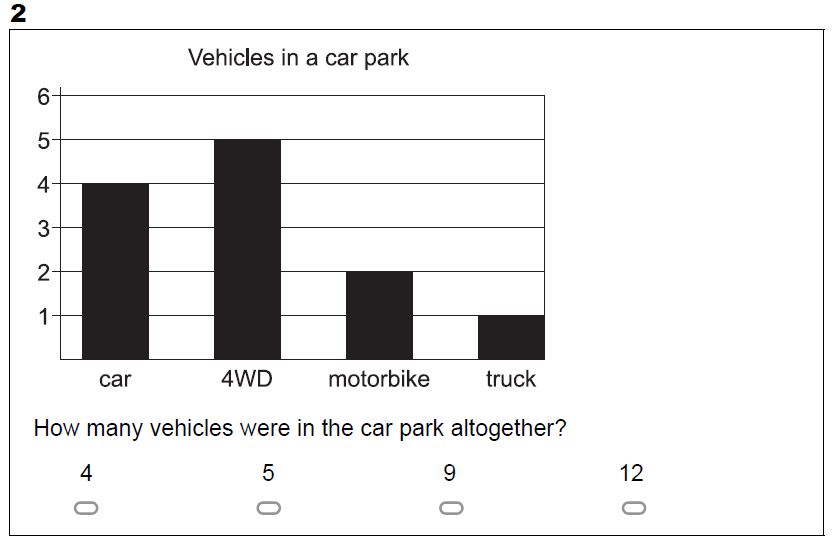 2
Vehicles in a car park
6
5
4
3
2
1
car 4WD motorbike truck
How many vehicles were in the car park altogether?
4 5 9 12